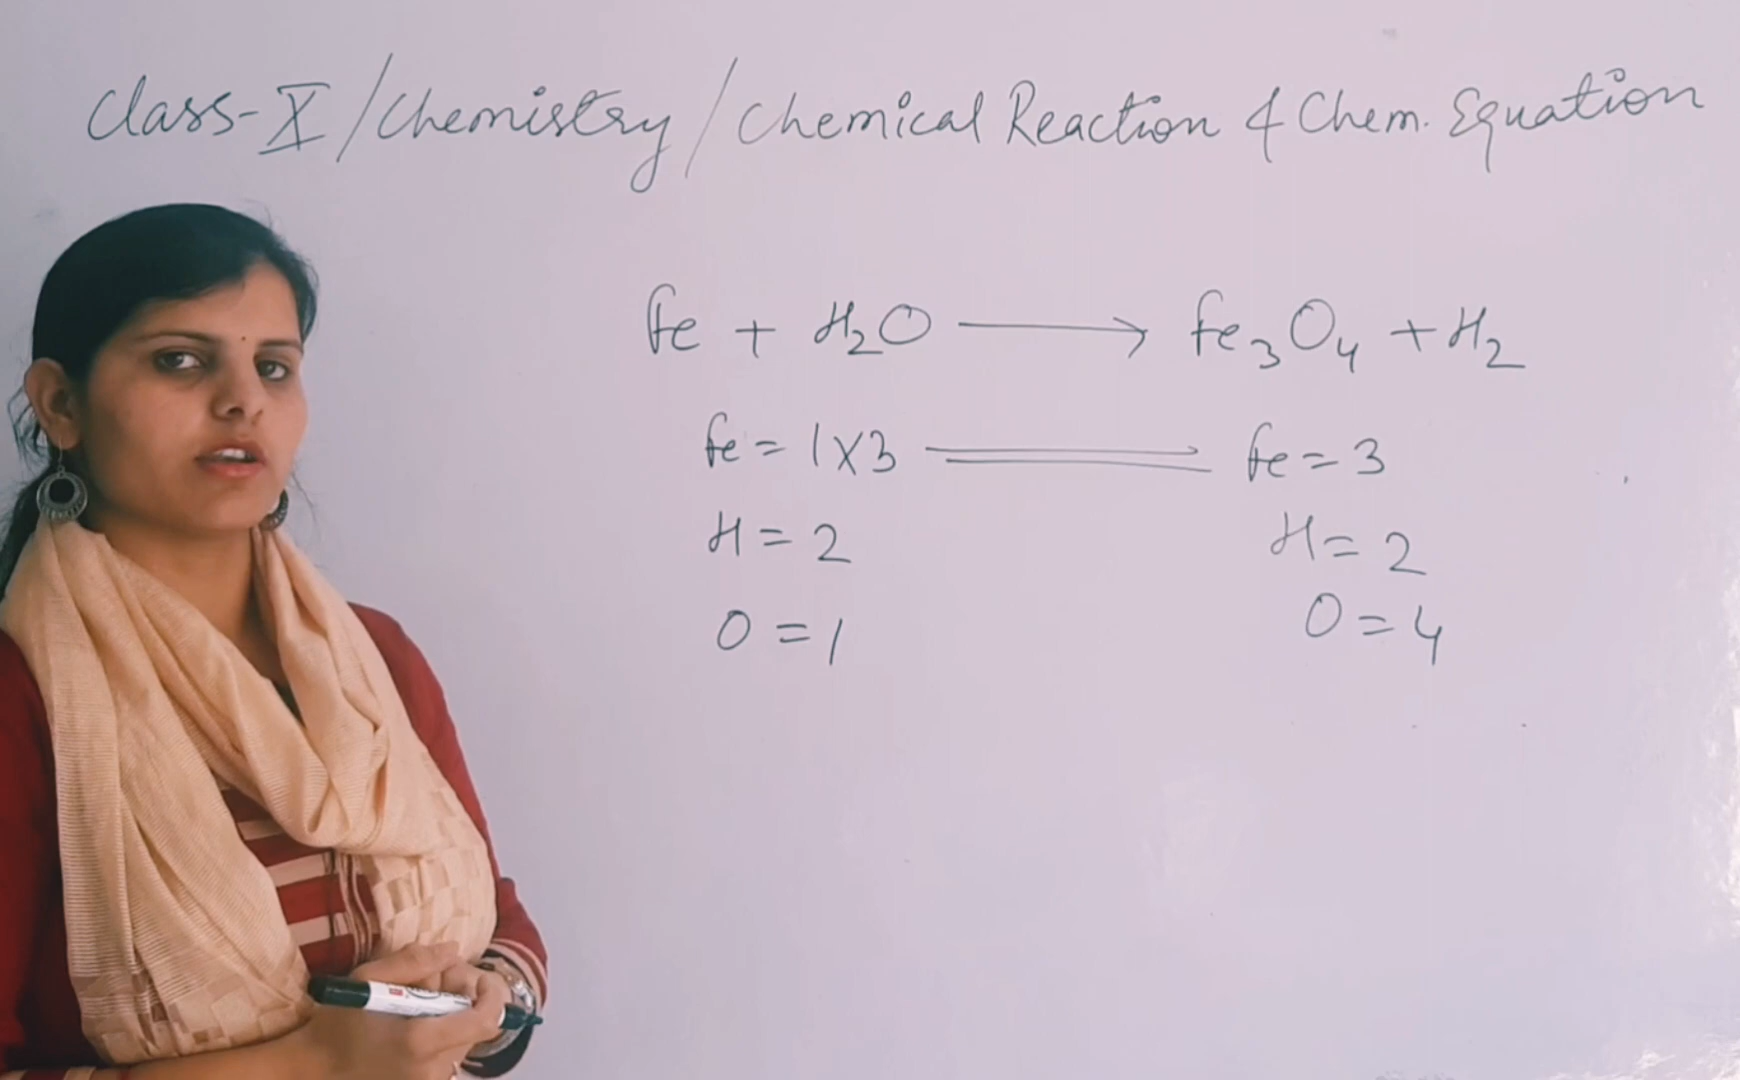 Class-X/Chemistry/Chemical Reaction & Chem. Equation
Fe + H₂O ⟶ Fe₃O₄ + H₂
Fe = 1×3 ═ Fe = 3
H = 2 H = 2
O = 1 O = 4